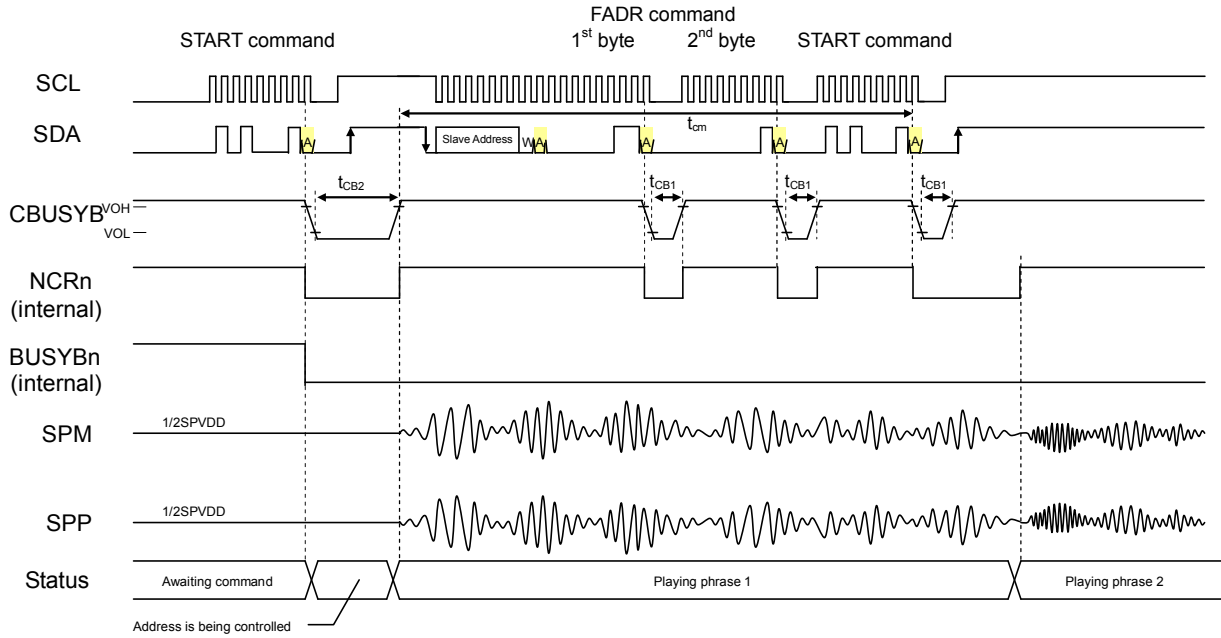 FADR command
START command
1st byte
2nd byte
START command
SCL
SDA
A
Slave Address
W
A
A
A
A
tcm
CBUSYB
VOH
VOL
tCB2
tCB1
tCB1
tCB1
NCRn
(internal)
BUSYBn
(internal)
SPM
1/2SPVDD
SPP
1/2SPVDD
Status
Awaiting command
Playing phrase 1
Playing phrase 2
Address is being controlled